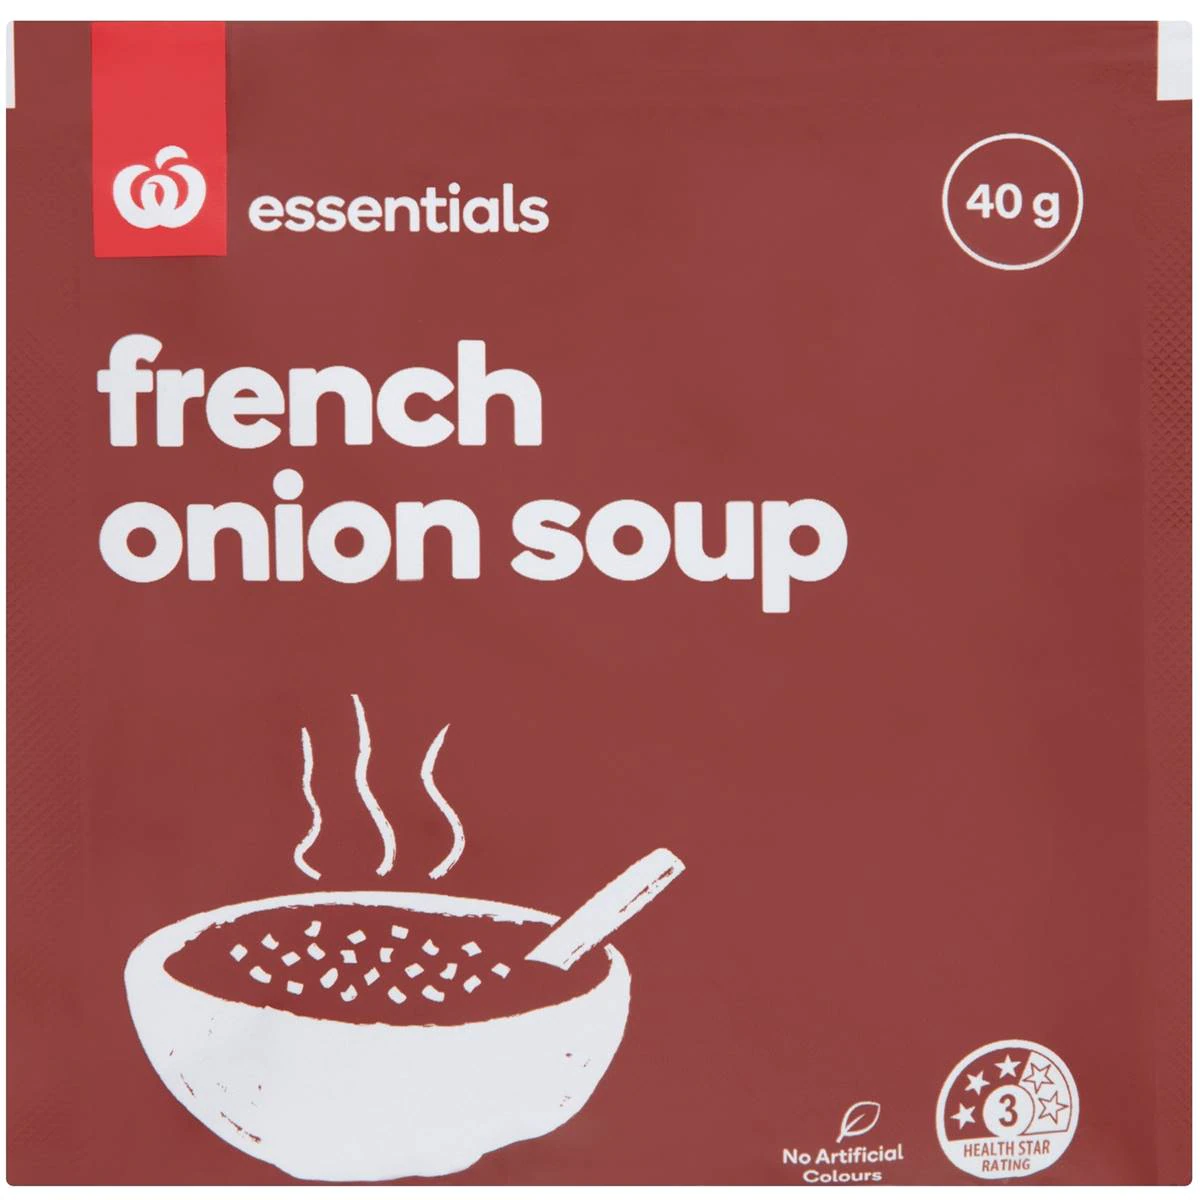 essentials
40 g
french
onion soup
No Artificial
Colours
3
HEALTH STAR
RATING